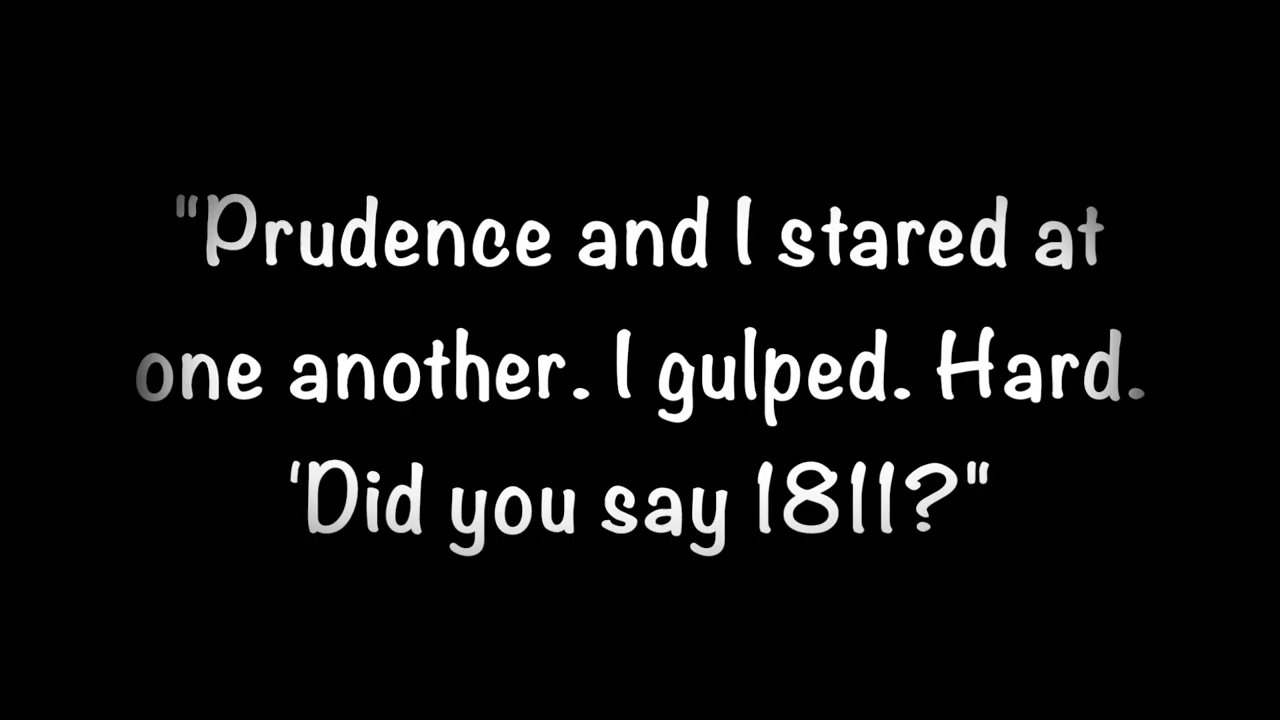 "Prudence and I stared at
one another. I gulped. Hard.
'Did you say 1811?"